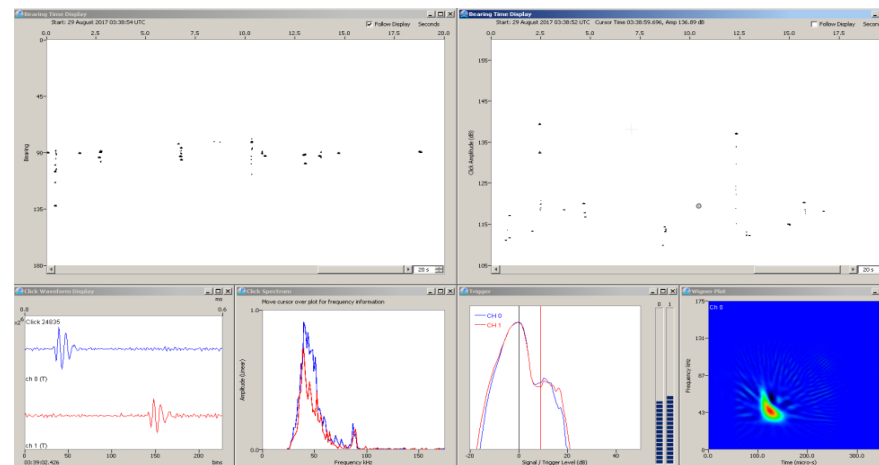 Bearing Time Display
Start: 29 August 2017 03:38:54 UTC
Follow Display Seconds
0.0 2.5 5.0 7.5 10.0 12.5 15.0 17.5 20.0
0-
45-
90-
135-
180-
Bearing
20 s
Bearing Time Display
Start: 29 August 2017 03:38:52 UTC Cursor Time 03:38:59.696, Amp 136.89 dB
Follow Display Secon
0.0 2.5 5.0 7.5 10.0 12.5 15.0 17.5
155-
145-
135-
125-
115-
105-
Click Amplitude (dB)
20 s
Click Waveform Display
ms
0.0 0.6
Click 24835
ch 0 (T)
ch 1 (T)
0 50 100 150 200
03:39:02.426 bins
Click Spectrum
Move cursor over plot for frequency information
1.0-
0.0-
Amplitude (Linear)
0 50 100 150
Frequency kHz
Trigger
CH 0
CH 1
-20 0 20 40
Signal / Trigger Level (dB)
0 1
Wigner Plot
Ch 0
175
131
87
43
0
Frequency kHz
0.0 100.0 200.0 300.0
Time (micro-s)